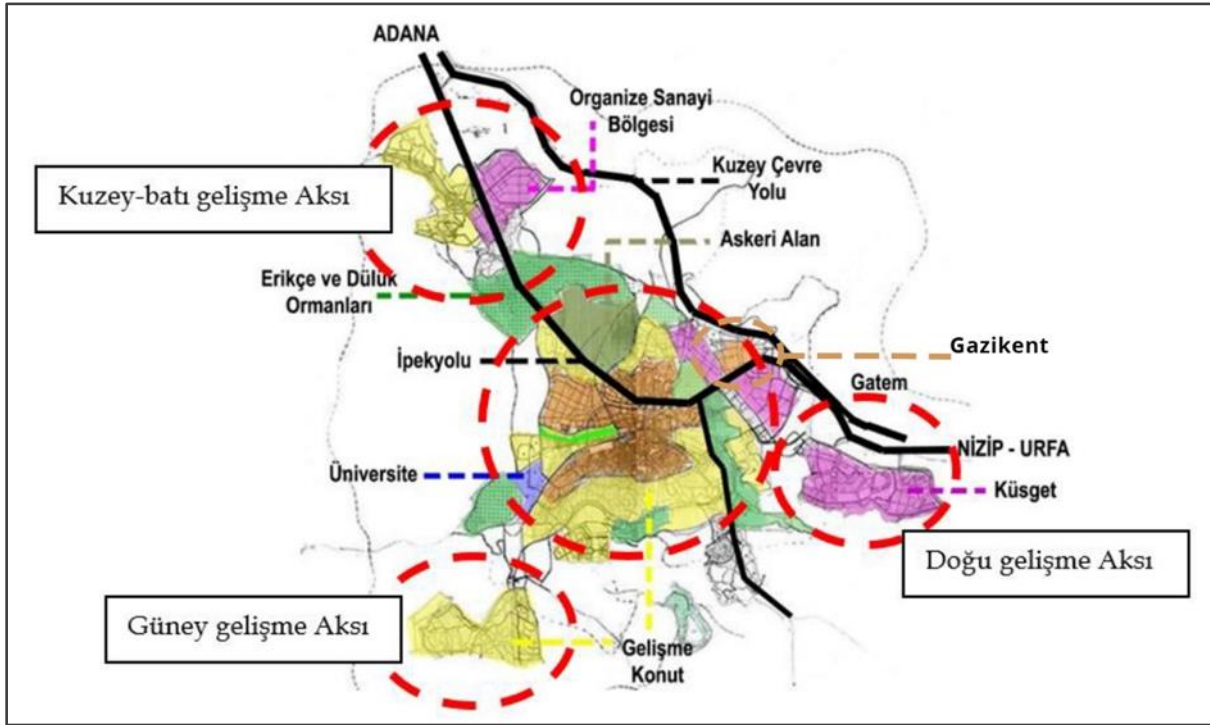 ADANA
Organize Sanayi
Bölgesi
Kuzey Çevre
Yolu
Kuzey-batı gelişme Aksı
Askeri Alan
Erikçe ve Düluk
Ormanları
İpekyolu
Gazikent
Gatem
NİZİP - URFA
Üniversite
Küsget
Doğu gelişme Aksı
Güney gelişme Aksı
Gelişme
Konut